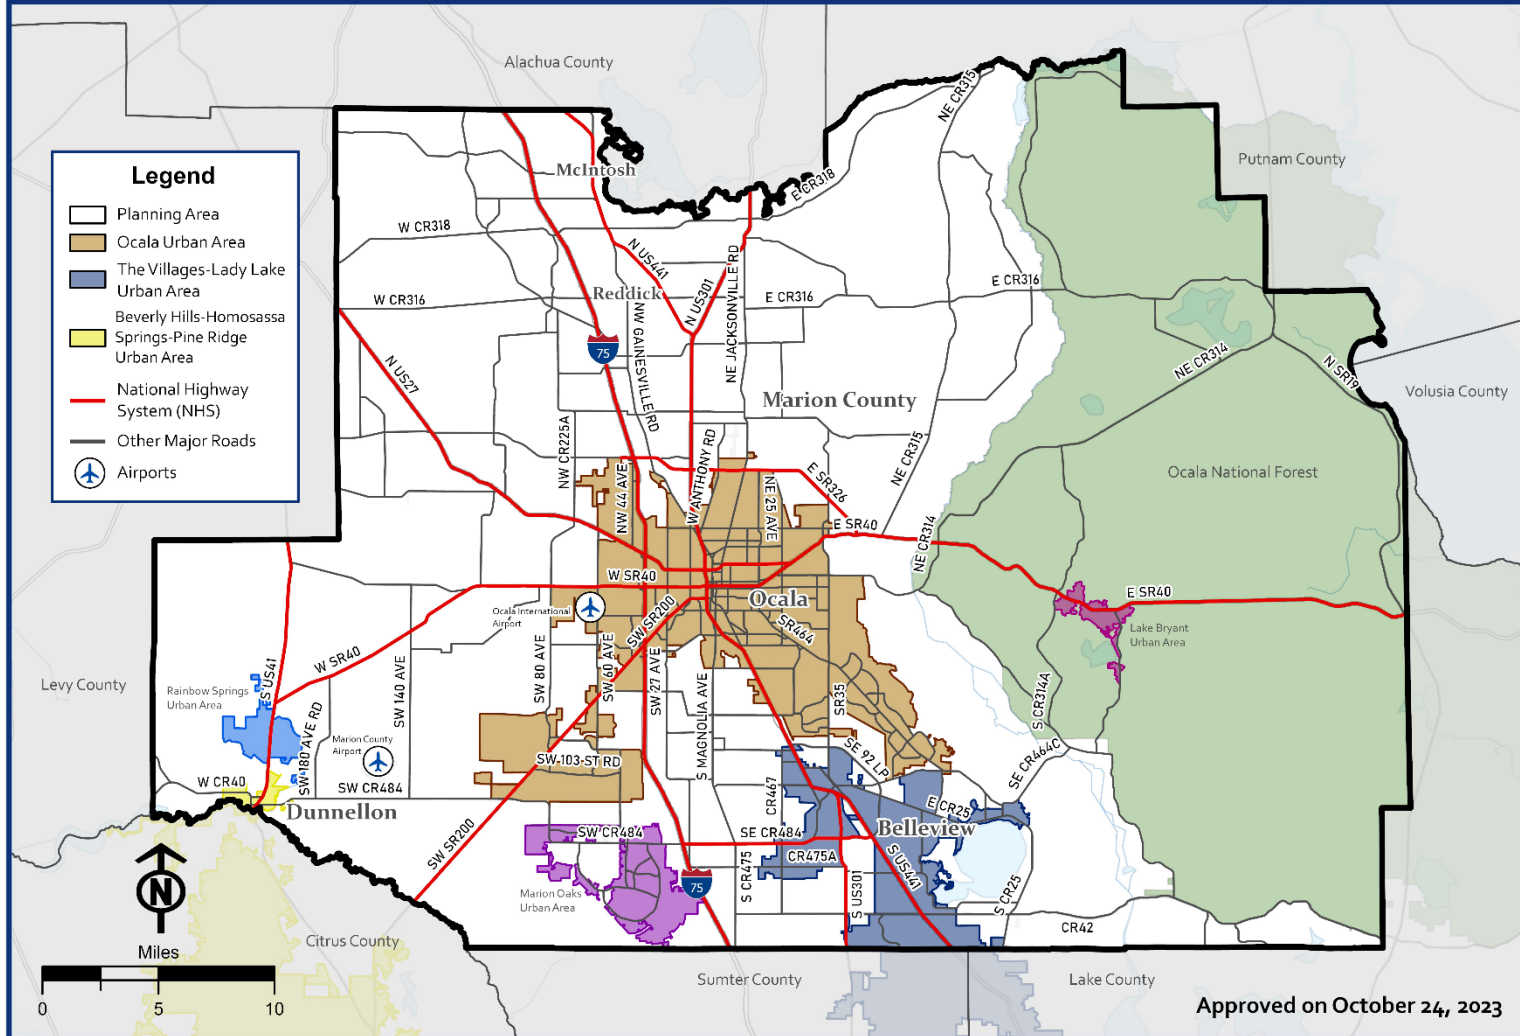 Alachua County
Putnam County
Volusia County
Levy County
Citrus County
Sumter County
Lake County
Legend
Planning Area
Ocala Urban Area
The Villages-Lady Lake
Urban Area
Beverly Hills-Homosassa
Springs-Pine Ridge
Urban Area
National Highway
System (NHS)
Other Major Roads
Airports
McIntosh
NE CR315
E CR318
W CR318
N US441
NE JACKSONVILLE RD
Reddick
W CR316
E CR316
E CR316
N US301
75
NW GAINESVILLE RD
N US27
NE CR314
N SR19
Marion County
NW CR225A
NW 44 AVE
W ANTHONY RD
NE 25 AVE
E SR326
NE CR315
Ocala National Forest
E SR40
NE CR314
W SR40
Ocala International
Airport
Ocala
SW SR200
SR464
E SR40
Lake Bryant
Urban Area
W SR40
S US41
Rainbow Springs
Urban Area
SW 140 AVE
SW 80 AVE
SW 60 AVE
SW 27 AVE
S MAGNOLIA AVE
SR35
S CR314A
SW 180 AVE RD
Marion County
Airport
SW 103 ST RD
SE 92 LP
SE CR464C
W CR40
SW CR484
Dunnellon
CR467
E CR25
SW SR200
SW CR484
SE CR484
Belleview
CR475A
S CR475
S US301
S US441
S CR25
75
Marion Oaks
Urban Area
CR42
N
Miles
0 5 10
Approved on October 24, 2023